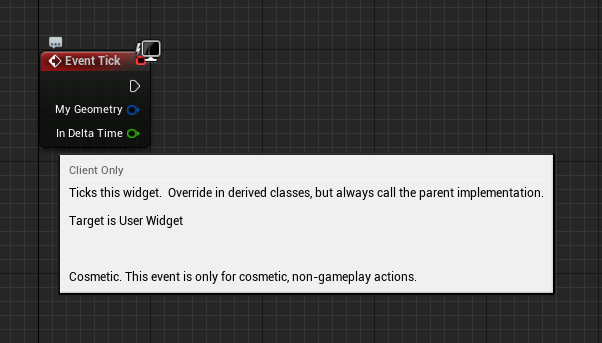 Event Tick
My Geometry
In Delta Time
Client Only
Ticks this widget.  Override in derived classes, but always call the parent implementation.
Target is User Widget
Cosmetic. This event is only for cosmetic, non-gameplay actions.